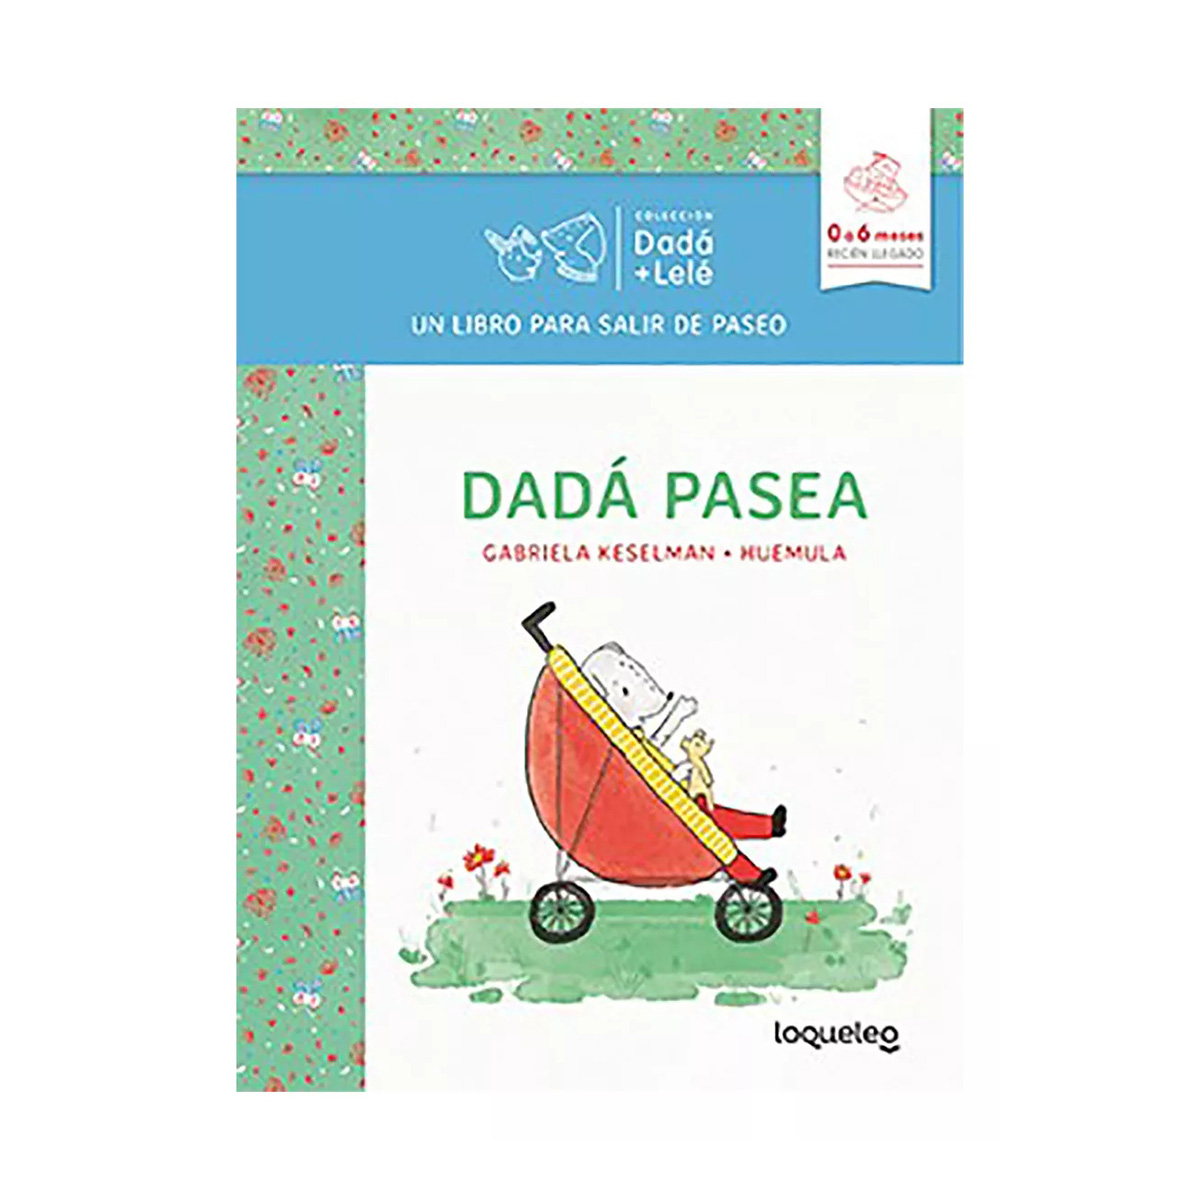 COLECCIÓN
Dadá
+Lelé
0 a 6 meses
RECIÉN LLEGADO
UN LIBRO PARA SALIR DE PASEO
DADÁ PASEA
GABRIELA KESELMAN • HUEMULA
loqueleo